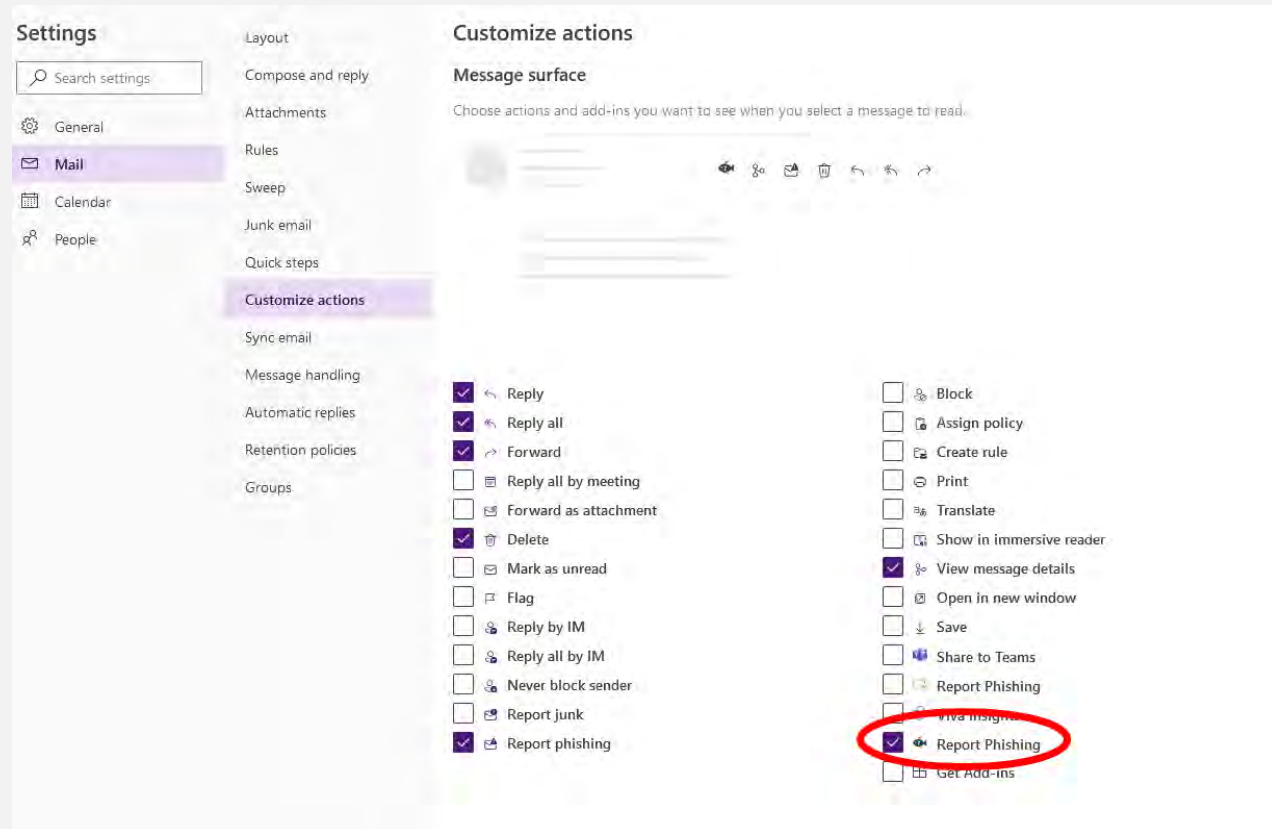 Settings
Search settings
General
Mail
Calendar
People
Layout
Compose and reply
Attachments
Rules
Sweep
Junk email
Quick steps
Customize actions
Sync email
Message handling
Automatic replies
Retention policies
Groups
Customize actions
Message surface
Choose actions and add-ins you want to see when you select a message to read.
Reply
Reply all
Forward
Reply all by meeting
Forward as attachment
Delete
Mark as unread
Flag
Reply by IM
Reply all by IM
Never block sender
Report junk
Report phishing
Block
Assign policy
Create rule
Print
Translate
Show in immersive reader
View message details
Open in new window
Save
Share to Teams
Report Phishing
Viva Insights
Report Phishing
Get Add-ins